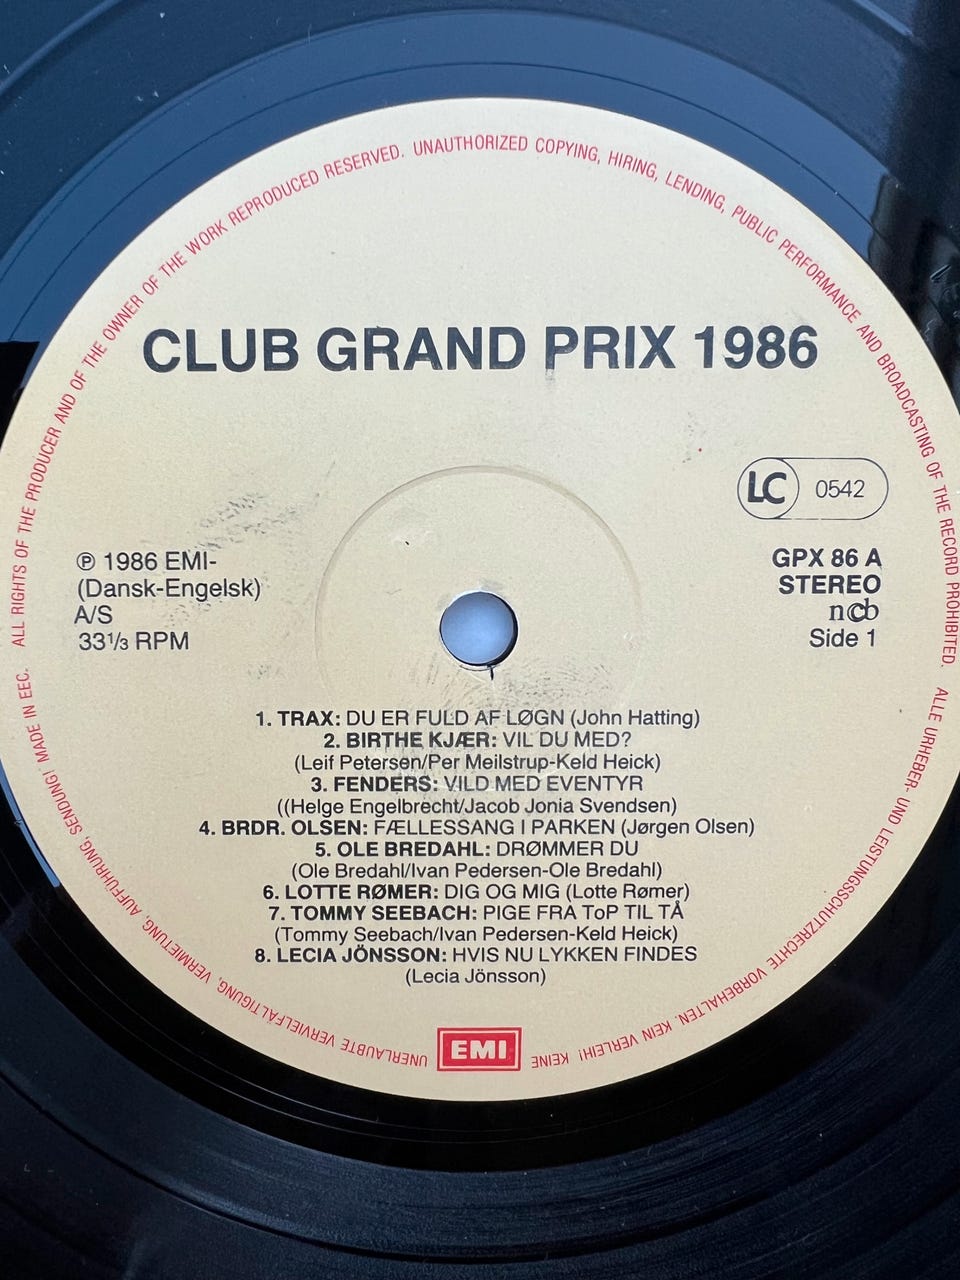 ALL RIGHTS OF THE PRODUCER AND OF THE OWNER OF THE WORK REPRODUCED RESERVED. UNAUTHORIZED COPYING, HIRING, LENDING, PUBLIC PERFORMANCE AND BROADCASTING OF THE RECORD PROHIBITED.
CLUB GRAND PRIX 1986
LC 0542
℗ 1986 EMI-
(Dansk-Engelsk)
A/S
33⅓ RPM
GPX 86 A
STEREO
ncb
Side 1
1. TRAX: DU ER FULD AF LØGN (John Hatting)
2. BIRTHE KJÆR: VIL DU MED?
(Leif Petersen/Per Meilstrup-Keld Heick)
3. FENDERS: VILD MED EVENTYR
((Helge Engelbrecht/Jacob Jonia Svendsen)
4. BRDR. OLSEN: FÆLLESSANG I PARKEN (Jørgen Olsen)
5. OLE BREDAHL: DRØMMER DU
(Ole Bredahl/Ivan Pedersen-Ole Bredahl)
6. LOTTE RØMER: DIG OG MIG (Lotte Rømer)
7. TOMMY SEEBACH: PIGE FRA ToP TIL TÅ
(Tommy Seebach/Ivan Pedersen-Keld Heick)
8. LECIA JÖNSSON: HVIS NU LYKKEN FINDES
(Lecia Jönsson)
EMI
ALLE URHEBER- UND LEISTUNGSSCHUTZRECHTE VORBEHALTEN. KEIN VERLEIH! KEINE UNERLAUBTE VERVIELFÄLTIGUNG, VERMIETUNG, AUFFÜHRUNG, SENDUNG! MADE IN EEC.